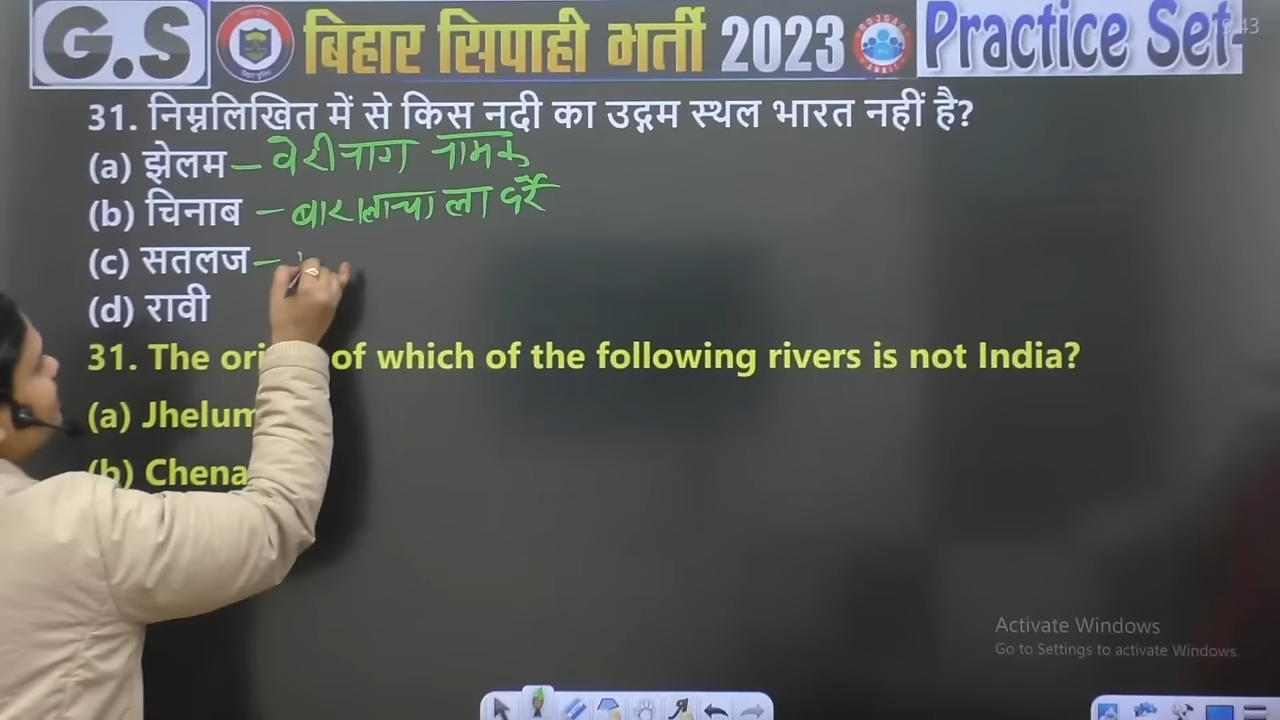 G.S बिहार सिपाही भर्ती 2023 Practice Set-
31. निम्नलिखित में से किस नदी का उद्गम स्थल भारत नहीं है?
(a) झेलम – वेरीनाग नामक
(b) चिनाब – बारालाचा ला दर्रे
(c) सतलज –
(d) रावी
31. The of which of the following rivers is not India?
(a) Jhelum
(b) Chena
Activate Windows
Go to Settings to activate Windows.